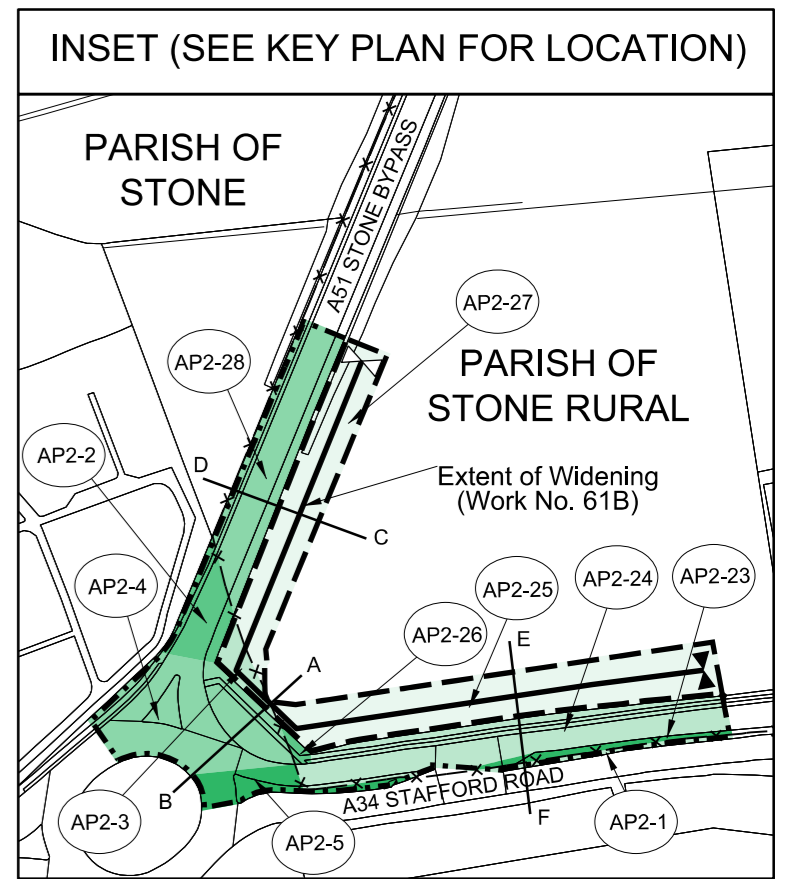 INSET (SEE KEY PLAN FOR LOCATION)
PARISH OF
STONE
A51 STONE BYPASS
AP2-27
AP2-28
PARISH OF
STONE RURAL
AP2-2
D
Extent of Widening
(Work No. 61B)
C
AP2-4
AP2-25
AP2-24
AP2-23
AP2-26
E
A
B
A34 STAFFORD ROAD
F
AP2-3
AP2-5
AP2-1